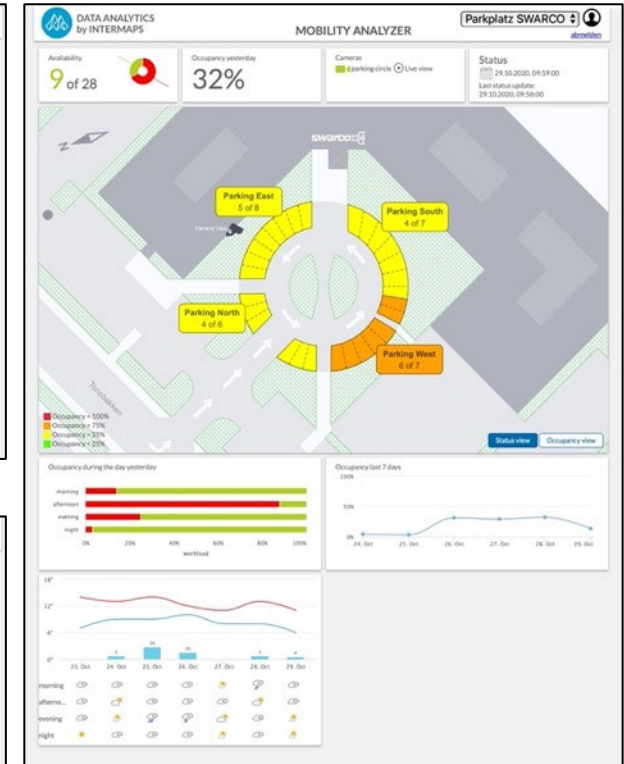 DATA ANALYTICS
by INTERMAPS
MOBILITY ANALYZER
Parkplatz SWARCO
abmelden
Availability
9 of 28
Occupancy yesterday
32%
Cameras
parking circle Live view
Status
29.10.2020, 09:59:00
Last status update:
29.10.2020, 09:58:00
swarco
Parking East
5 of 8
Parking South
4 of 7
Camera View
Parking North
4 of 6
Parking West
6 of 7
Occupancy = 100%
Occupancy > 75%
Occupancy > 25%
Occupancy < 25%
Status view
Occupancy view
Occupancy during the day yesterday
morning
afternoon
evening
night
0% 20% 40% 60% 80% 100%
workload
Occupancy last 7 days
100%
50%
0%
24. Oct 25. Oct 26. Oct 27. Oct 28. Oct 29. Oct
18°
12°
6°
0°
24. Oct 25. Oct 26. Oct 27. Oct 28. Oct 29. Oct
morning
afterno...
evening
night